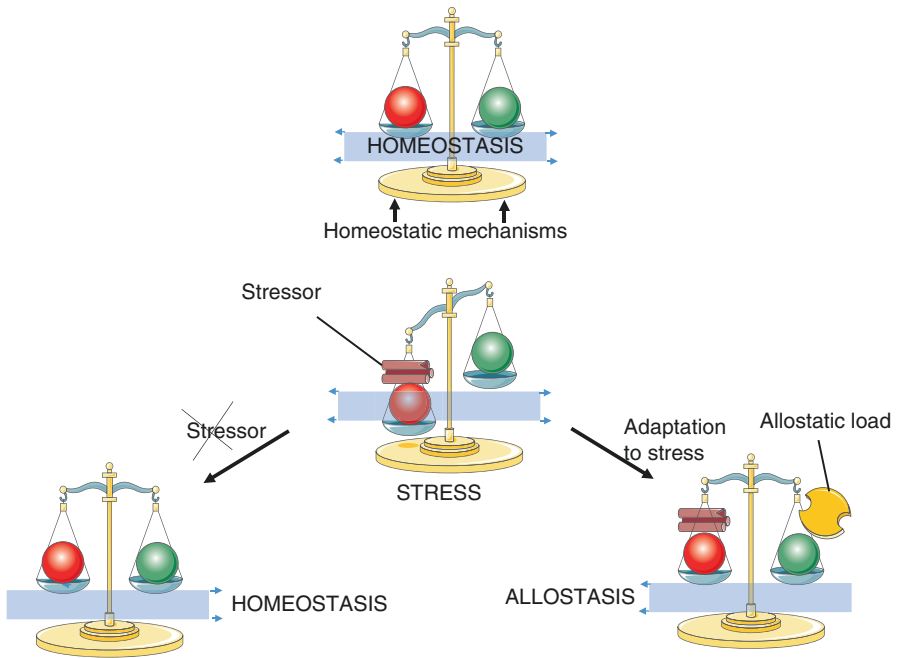 HOMEOSTASIS
Homeostatic mechanisms
Stressor
Stressor
Adaptation
to stress
Allostatic load
STRESS
HOMEOSTASIS
ALLOSTASIS